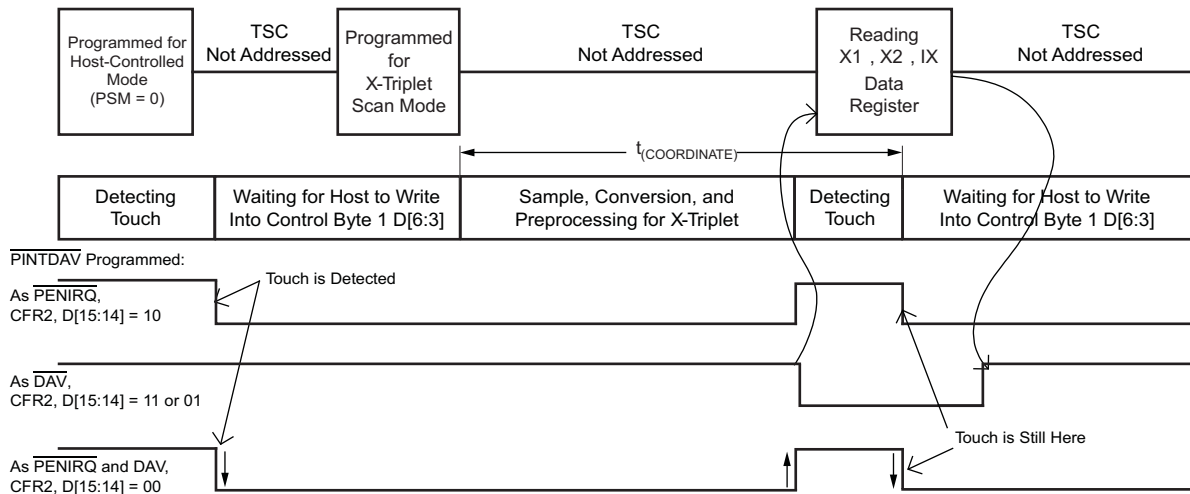 Programmed for
Host-Controlled
Mode
(PSM = 0)
TSC
Not Addressed
Programmed
for
X-Triplet
Scan Mode
TSC
Not Addressed
Reading
X1 , X2 , IX
Data
Register
TSC
Not Addressed
t(COORDINATE)
Detecting
Touch
Waiting for Host to Write
Into Control Byte 1 D[6:3]
Sample, Conversion, and
Preprocessing for X-Triplet
Detecting
Touch
Waiting for Host to Write
Into Control Byte 1 D[6:3]
PINTDAV Programmed:
Touch is Detected
As PENIRQ,
CFR2, D[15:14] = 10
As DAV,
CFR2, D[15:14] = 11 or 01
Touch is Still Here
As PENIRQ and DAV,
CFR2, D[15:14] = 00